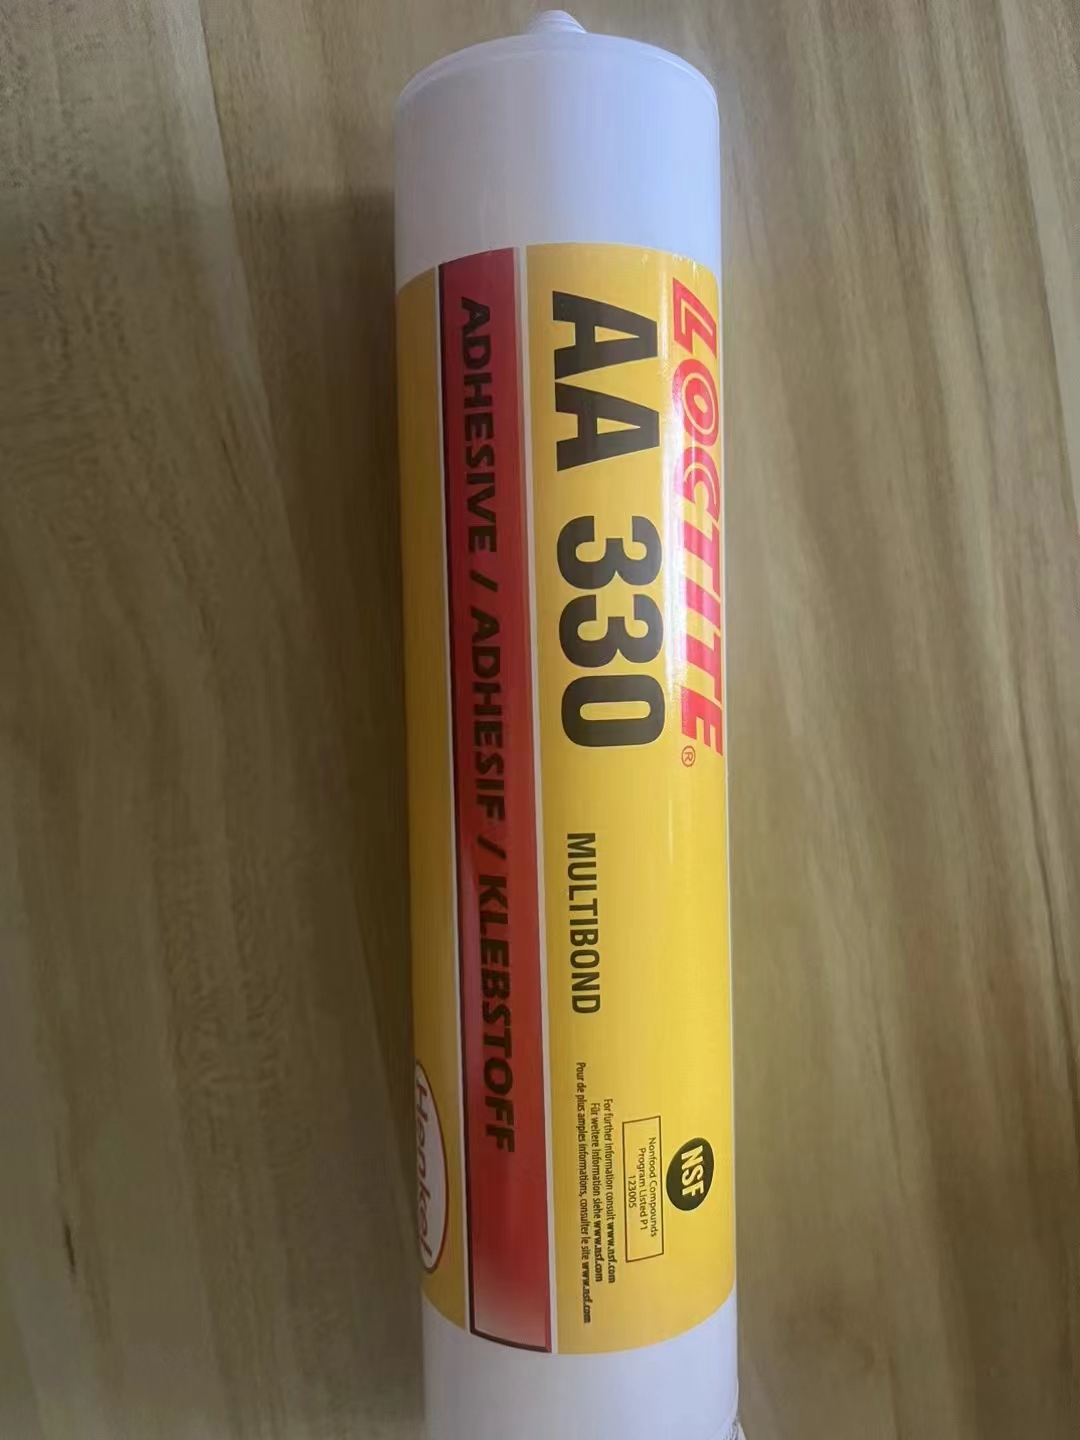 LOCTITE®
AA 330
MULTIBOND
ADHESIVE / ADHESIF / KLEBSTOFF
NSF
Nonfood Compounds
Program Listed P1
123005
For further information consult www.nsf.com
Für weitere Information siehe www.nsf.com
Pour de plus amples informations, consulter le site www.nsf.com
Henkel